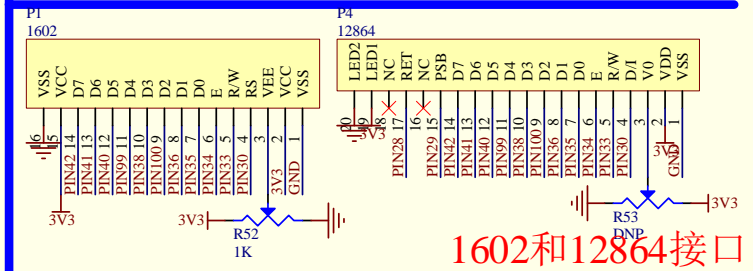 P1
1602
VSS VCC D7 D6 D5 D4 D3 D2 D1 D0 E R/W RS VEE VCC VSS
6 5 14 13 12 11 10 9 8 7 6 5 4 3 2 1
PIN42 PIN41 PIN40 PIN99 PIN38 PIN100 PIN36 PIN35 PIN34 PIN33 PIN30 3V3 GND
3V3
3V3
R52
1K
P4
12864
LED2 LED1 NC RET NC PSB D7 D6 D5 D4 D3 D2 D1 D0 E R/W D/I V0 VDD VSS
20 19 18 17 16 15 14 13 12 11 10 9 8 7 6 5 4 3 2 1
3V3 PIN28 PIN29 PIN42 PIN41 PIN40 PIN99 PIN38 PIN100 PIN36 PIN35 PIN34 PIN33 PIN30 3V3 GND
3V3
R53
DNP
1602和12864接口